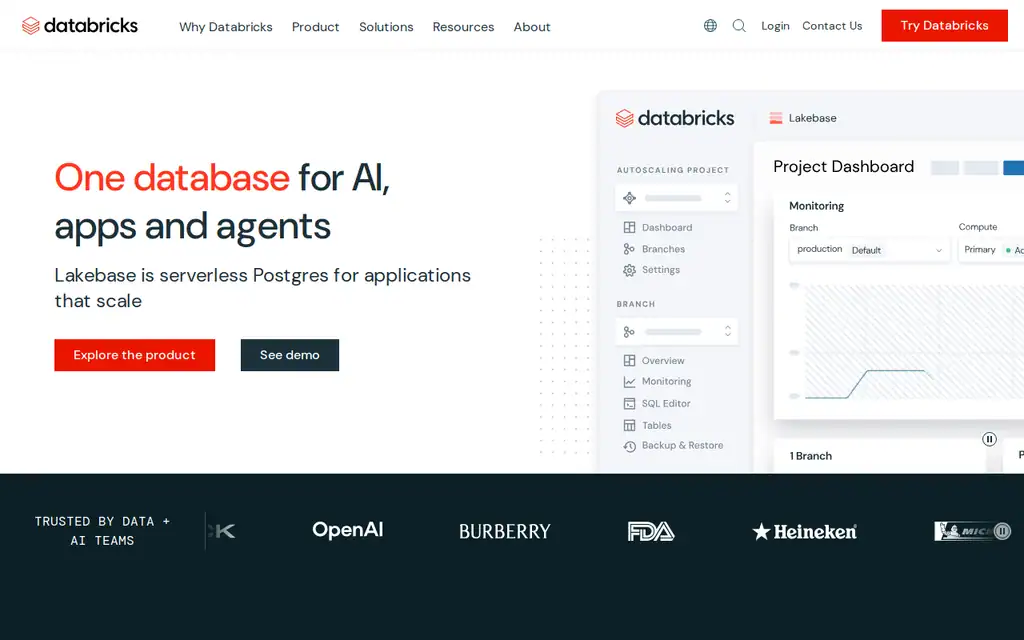 databricks
Why Databricks
Product
Solutions
Resources
About
Login
Contact Us
Try Databricks
One database for AI,
apps and agents
Lakebase is serverless Postgres for applications
that scale
Explore the product
See demo
databricks
Lakebase
AUTOSCALING PROJECT
Dashboard
Branches
Settings
BRANCH
Overview
Monitoring
SQL Editor
Tables
Backup & Restore
Project Dashboard
Monitoring
Branch
Compute
production Default
Primary
1 Branch
TRUSTED BY DATA +
AI TEAMS
OpenAI
BURBERRY
FDA
Heineken